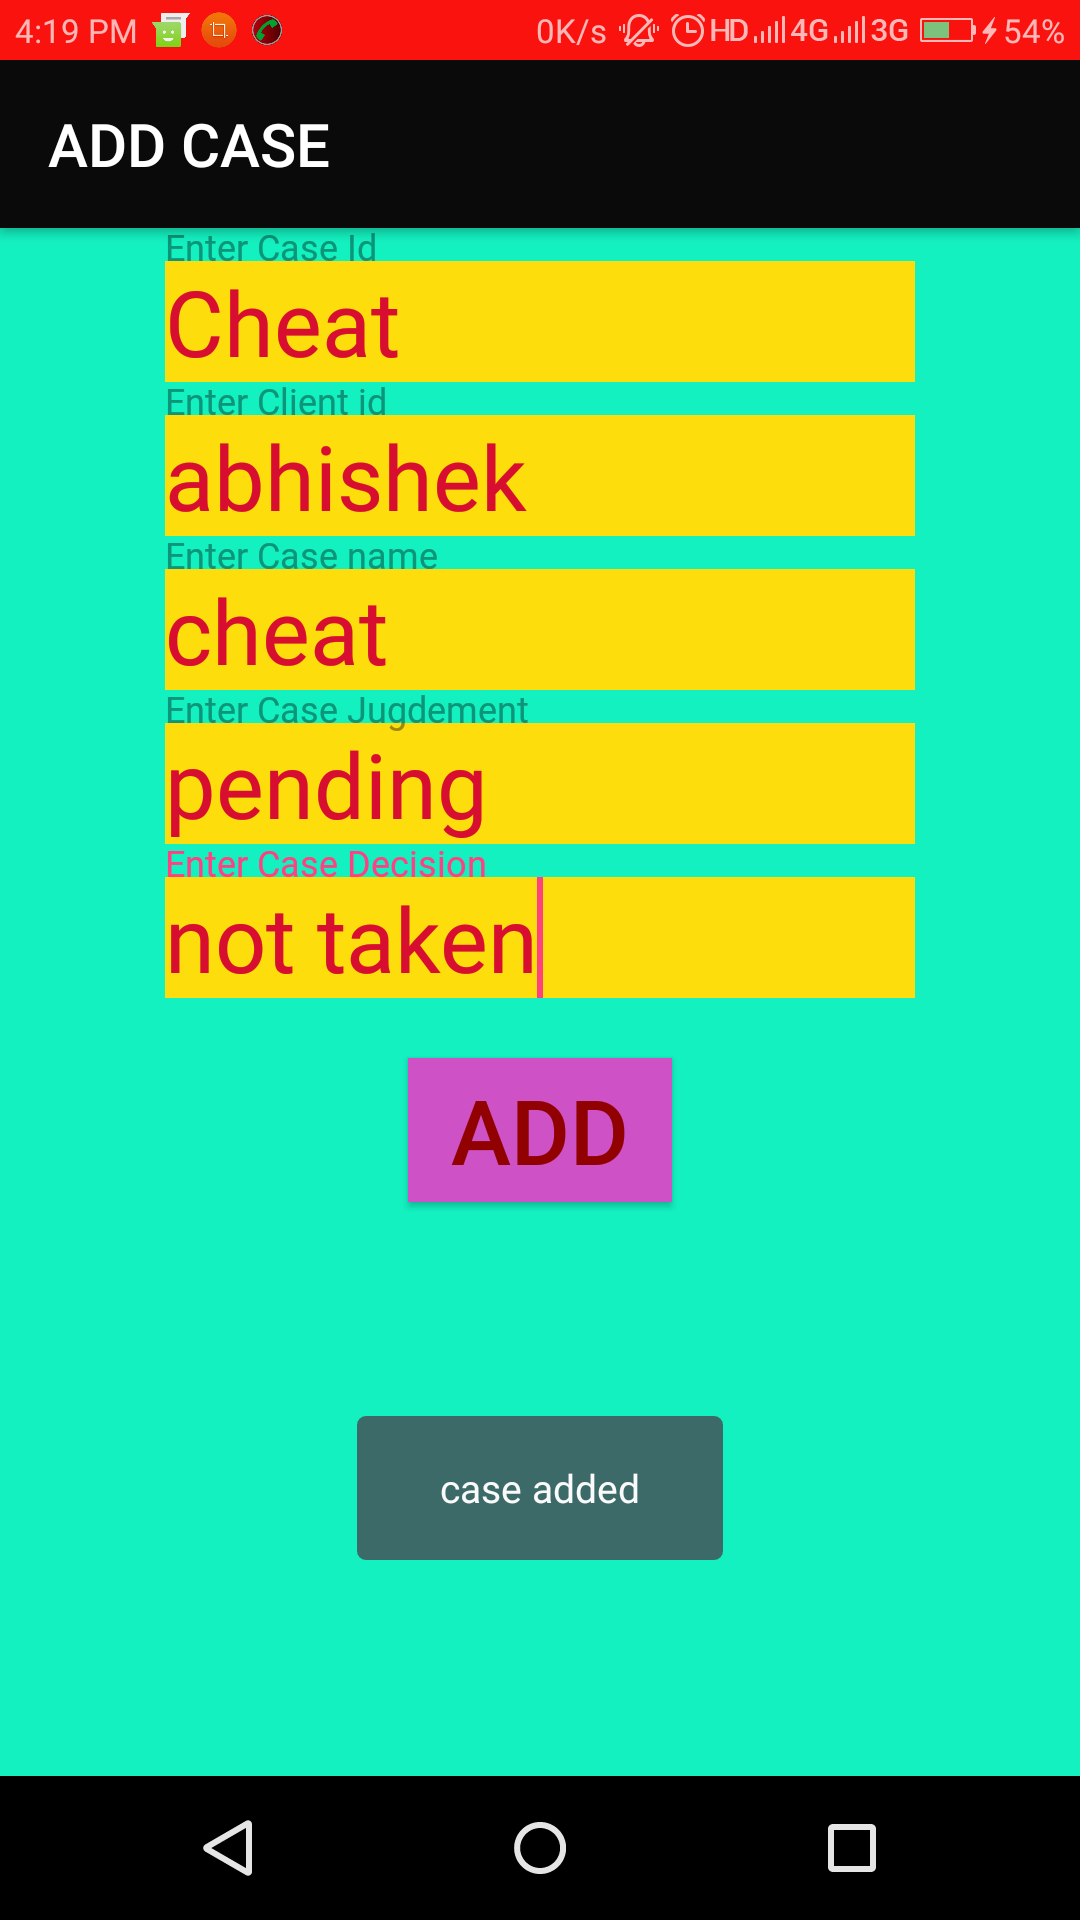 4:19 PM 0K/s HD 4G 3G 54%
ADD CASE
Enter Case Id
Cheat
Enter Client id
abhishek
Enter Case name
cheat
Enter Case Jugdement
pending
Enter Case Decision
not taken
ADD
case added